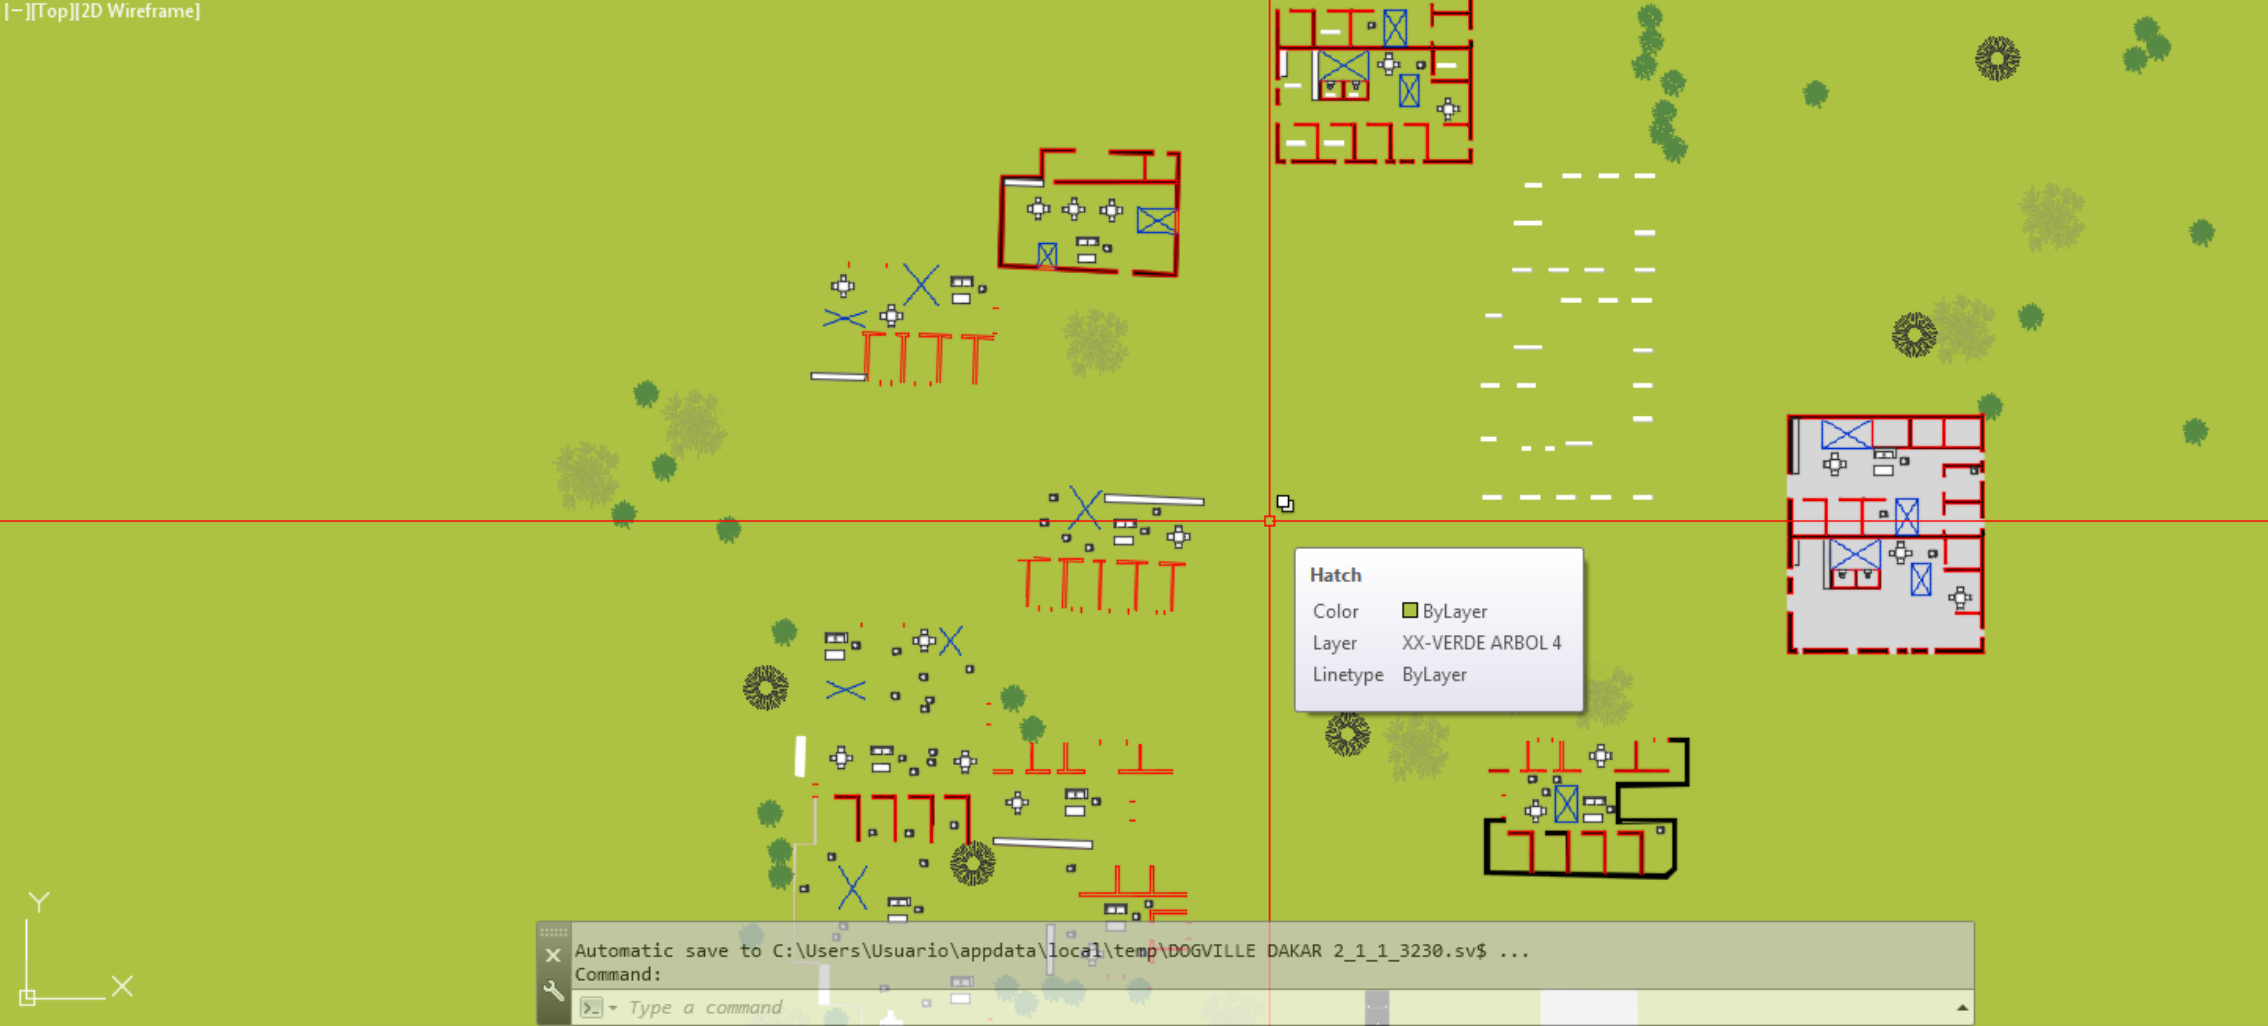 [−][Top][2D Wireframe]
Hatch
Color ByLayer
Layer XX-VERDE ARBOL 4
Linetype ByLayer
Y
X
Automatic save to C:\Users\Usuario\appdata\local\temp\DOGVILLE DAKAR 2_1_1_3230.sv$ ...
Command:
Type a command